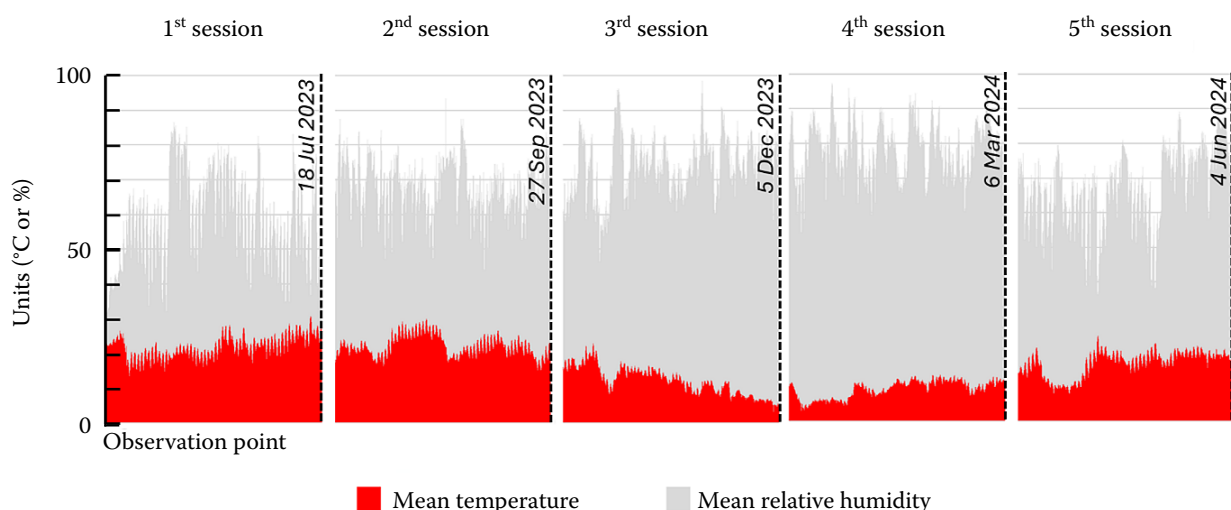 1st session 2nd session 3rd session 4th session 5th session
100
50
0
Units (°C or %)
18 Jul 2023
27 Sep 2023
5 Dec 2023
6 Mar 2024
4 Jun 2024
Observation point
Mean temperature Mean relative humidity